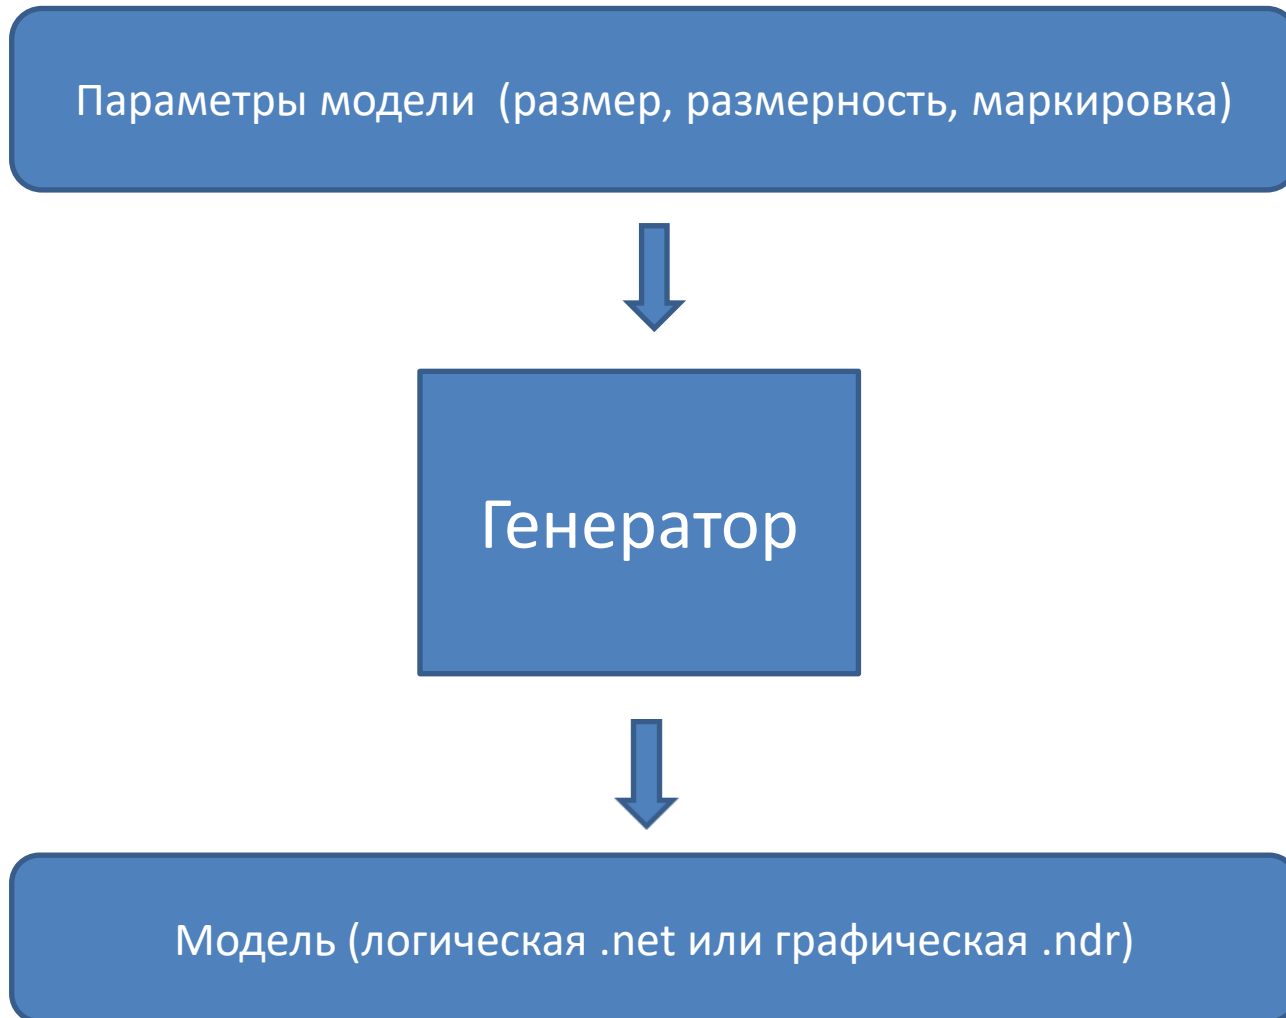 Параметры модели (размер, размерность, маркировка)
Генератор
Модель (логическая .net или графическая .ndr)